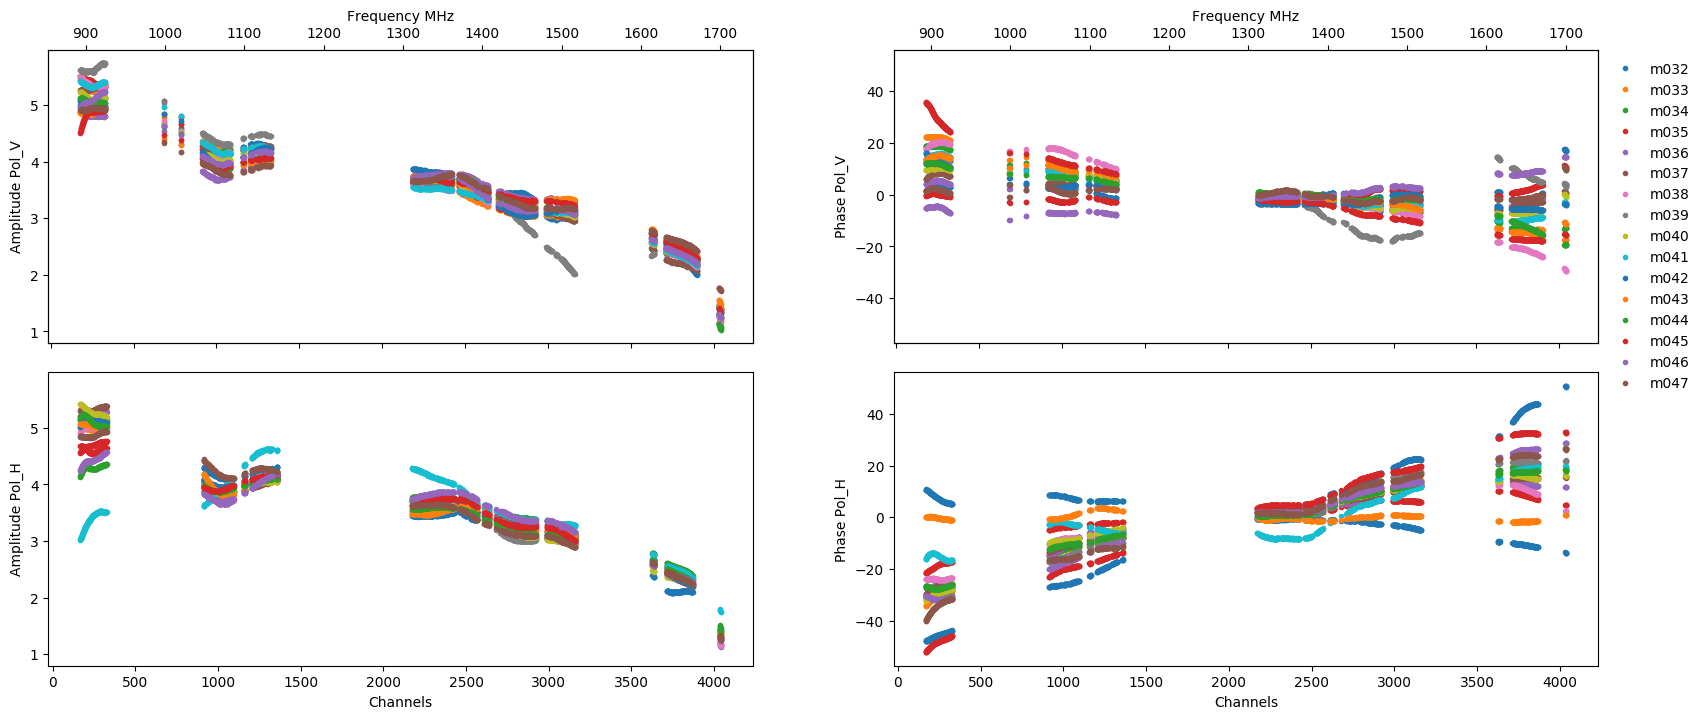 Frequency MHz
900 1000 1100 1200 1300 1400 1500 1600 1700
Amplitude Pol_V
5
4
3
2
1
Frequency MHz
900 1000 1100 1200 1300 1400 1500 1600 1700
Phase Pol_V
40
20
0
−20
−40
m032
m033
m034
m035
m036
m037
m038
m039
m040
m041
m042
m043
m044
m045
m046
m047
Amplitude Pol_H
5
4
3
2
1
0 500 1000 1500 2000 2500 3000 3500 4000
Channels
Phase Pol_H
40
20
0
−20
−40
0 500 1000 1500 2000 2500 3000 3500 4000
Channels